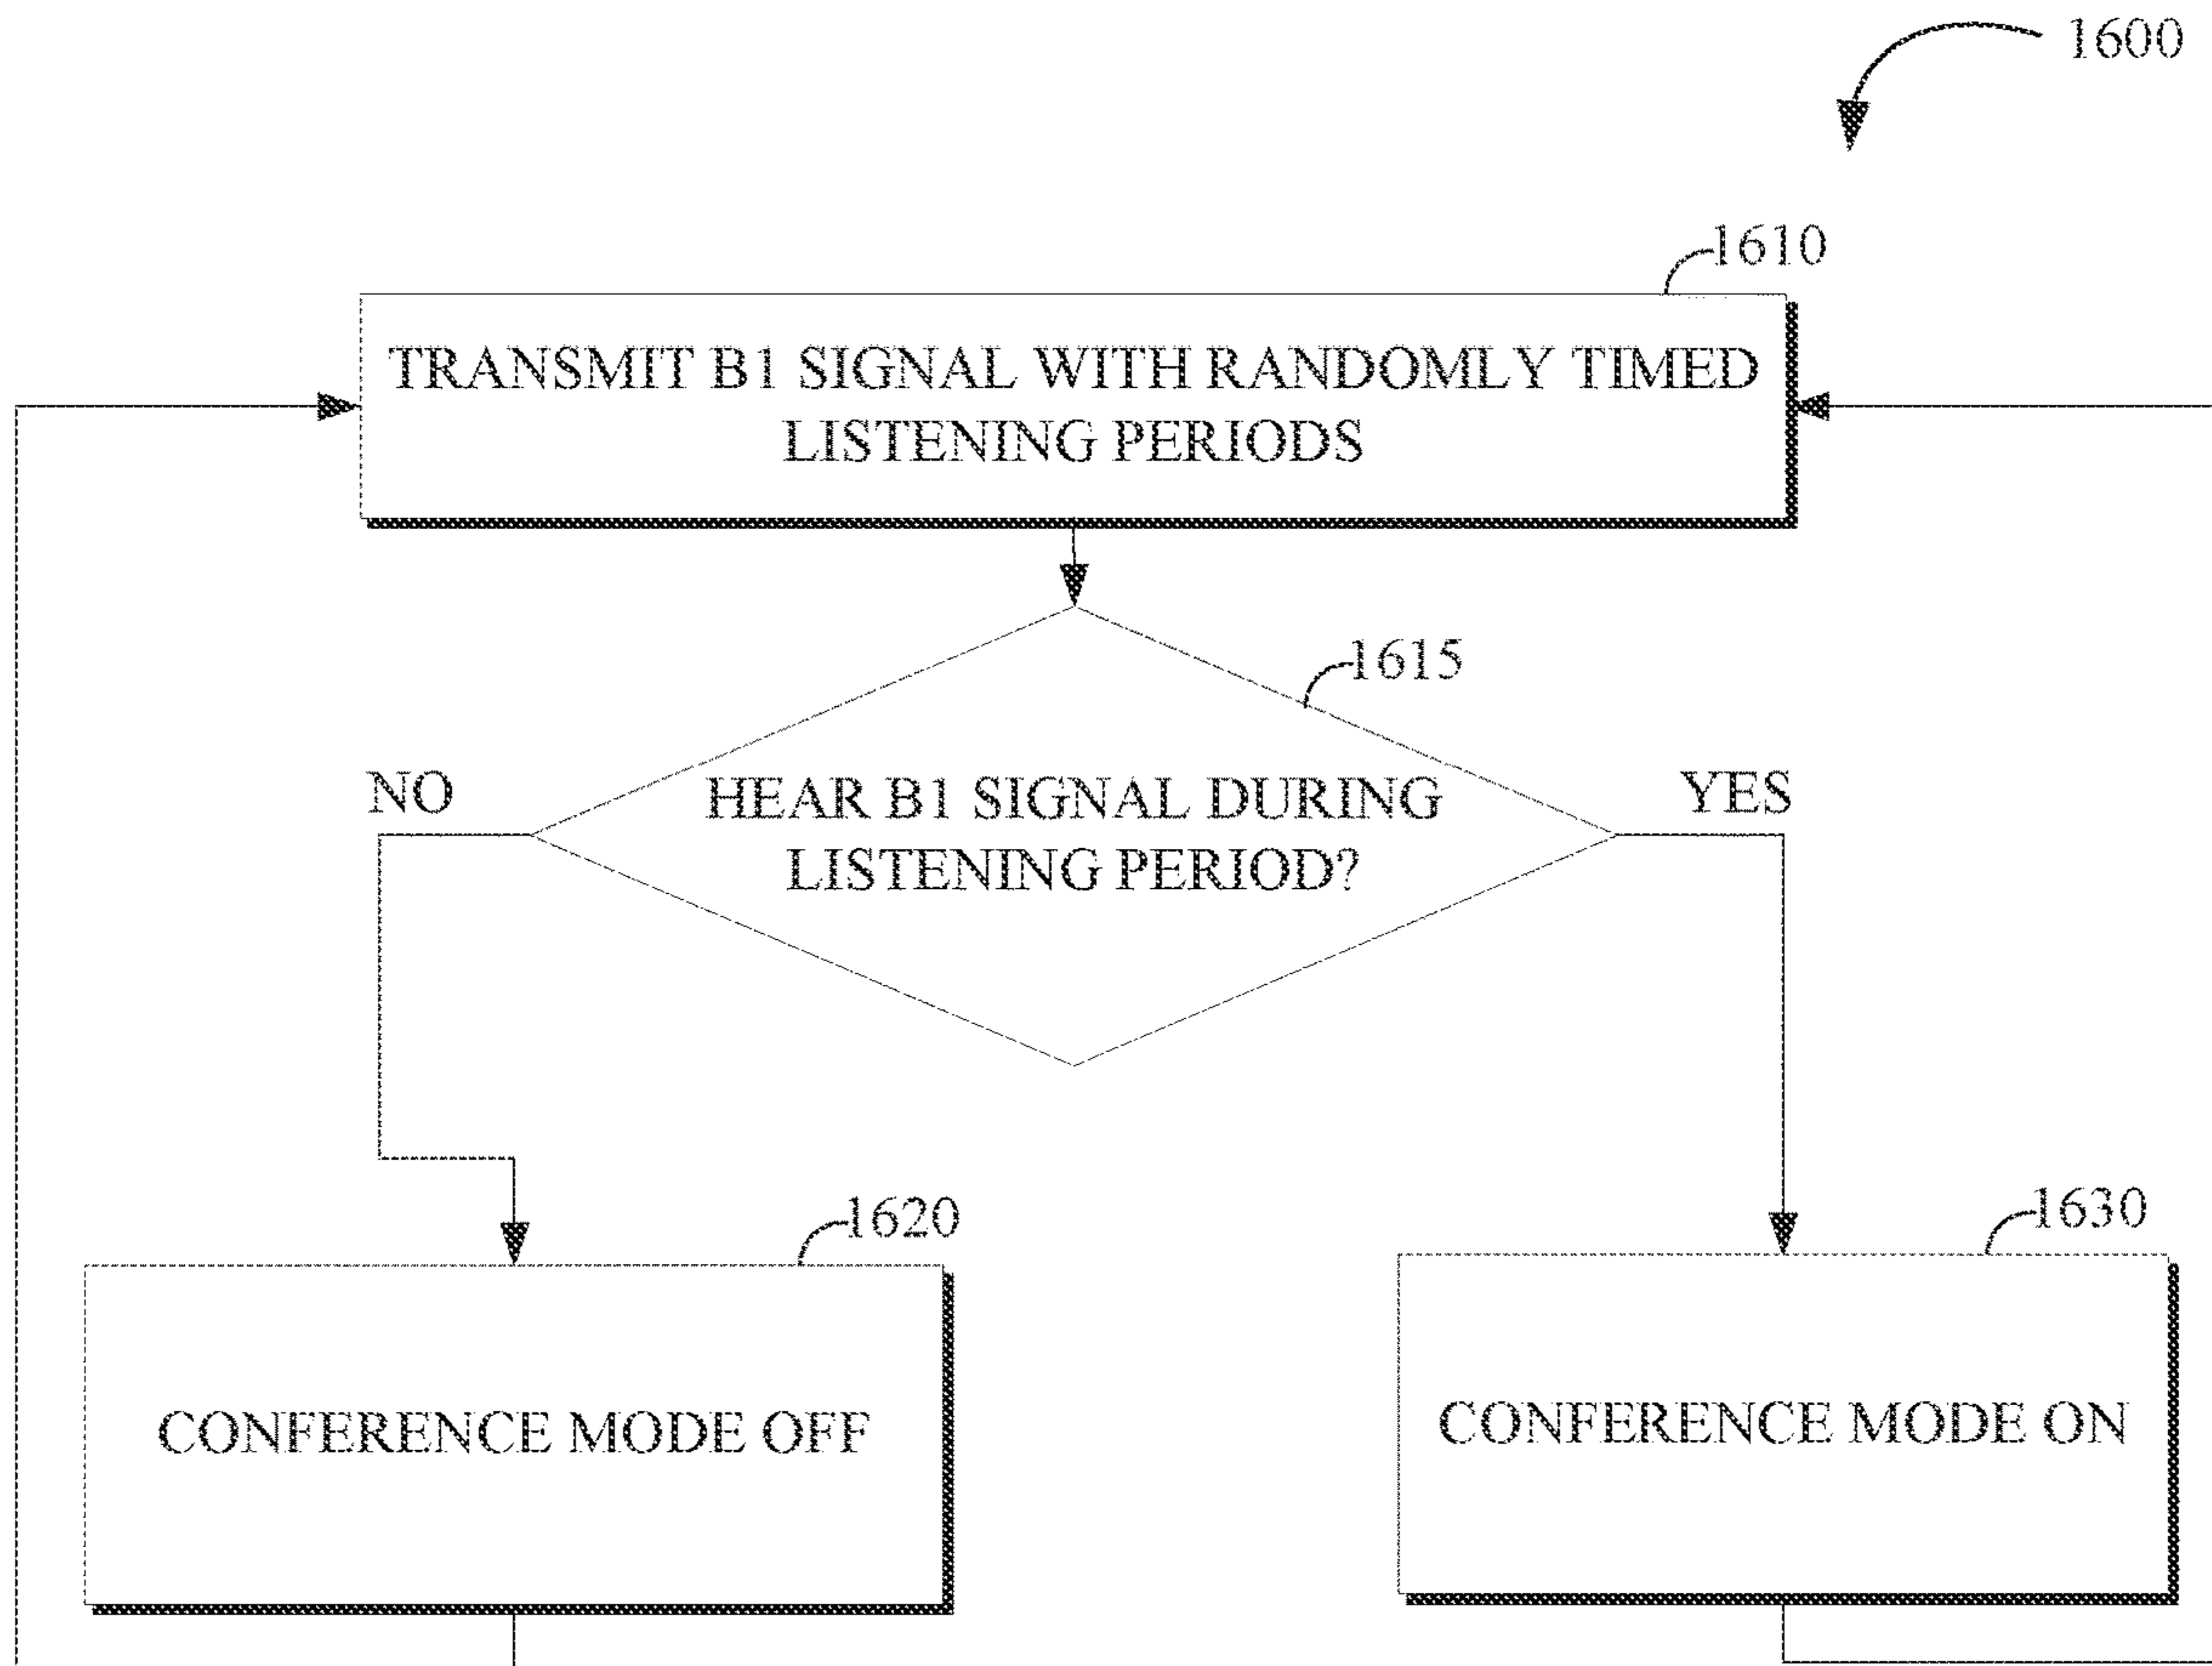 1600
1610
TRANSMIT B1 SIGNAL WITH RANDOMLY TIMED
LISTENING PERIODS
1615
NO
HEAR B1 SIGNAL DURING
YES
LISTENING PERIOD?
1620
1630
CONFERENCE MODE OFF
CONFERENCE MODE ON